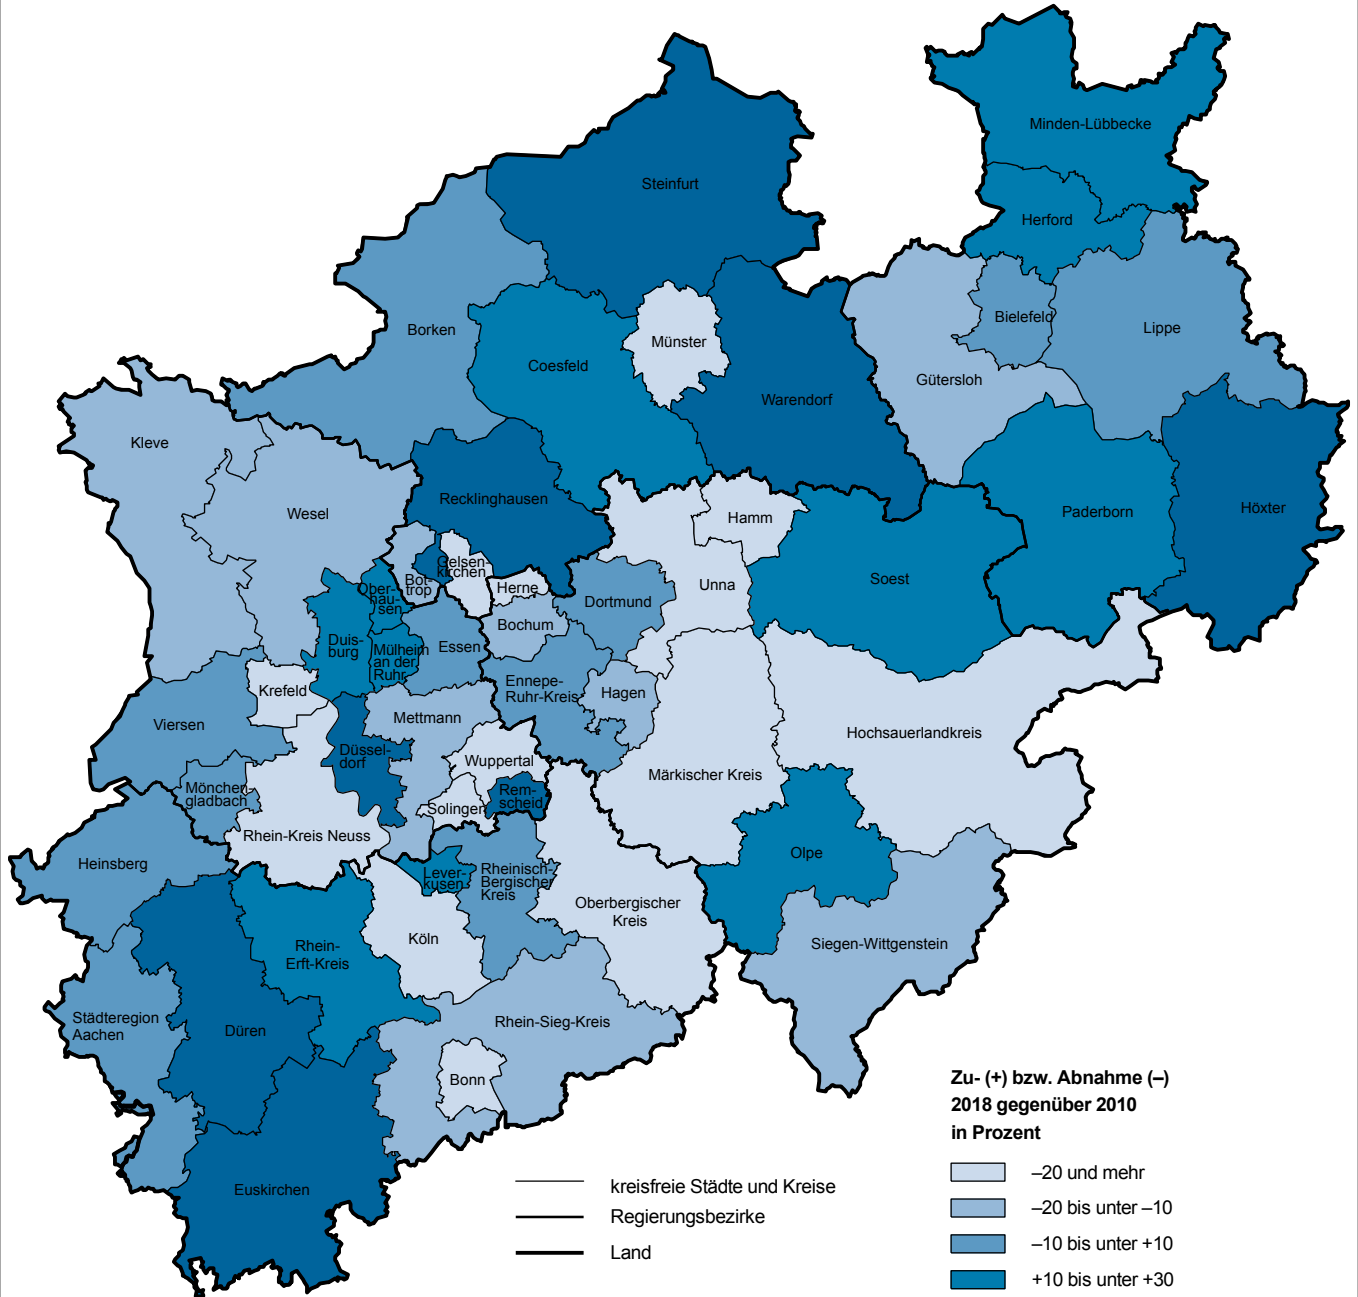 Minden-Lübbecke
Steinfurt
Herford
Bielefeld
Lippe
Borken
Münster
Coesfeld
Gütersloh
Warendorf
Kleve
Recklinghausen
Wesel
Hamm
Paderborn
Höxter
Gelsen-
kirchen
Bot-
trop
Ober-
hau-
sen
Herne
Unna
Soest
Dortmund
Bochum
Duis-
burg
Mülheim
an der
Ruhr
Essen
Ennepe-
Ruhr-Kreis
Hagen
Krefeld
Viersen
Mettmann
Hochsauerlandkreis
Düssel-
dorf
Wuppertal
Märkischer Kreis
Mönchen-
gladbach
Rem-
scheid
Solingen
Rhein-Kreis Neuss
Heinsberg
Lever-
kusen
Rheinisch-
Bergischer
Kreis
Olpe
Oberbergischer
Kreis
Köln
Rhein-
Erft-Kreis
Siegen-Wittgenstein
Städteregion
Aachen
Düren
Rhein-Sieg-Kreis
Bonn
Euskirchen
Zu- (+) bzw. Abnahme (–)
2018 gegenüber 2010
in Prozent
–20 und mehr
–20 bis unter –10
–10 bis unter +10
+10 bis unter +30
kreisfreie Städte und Kreise
Regierungsbezirke
Land